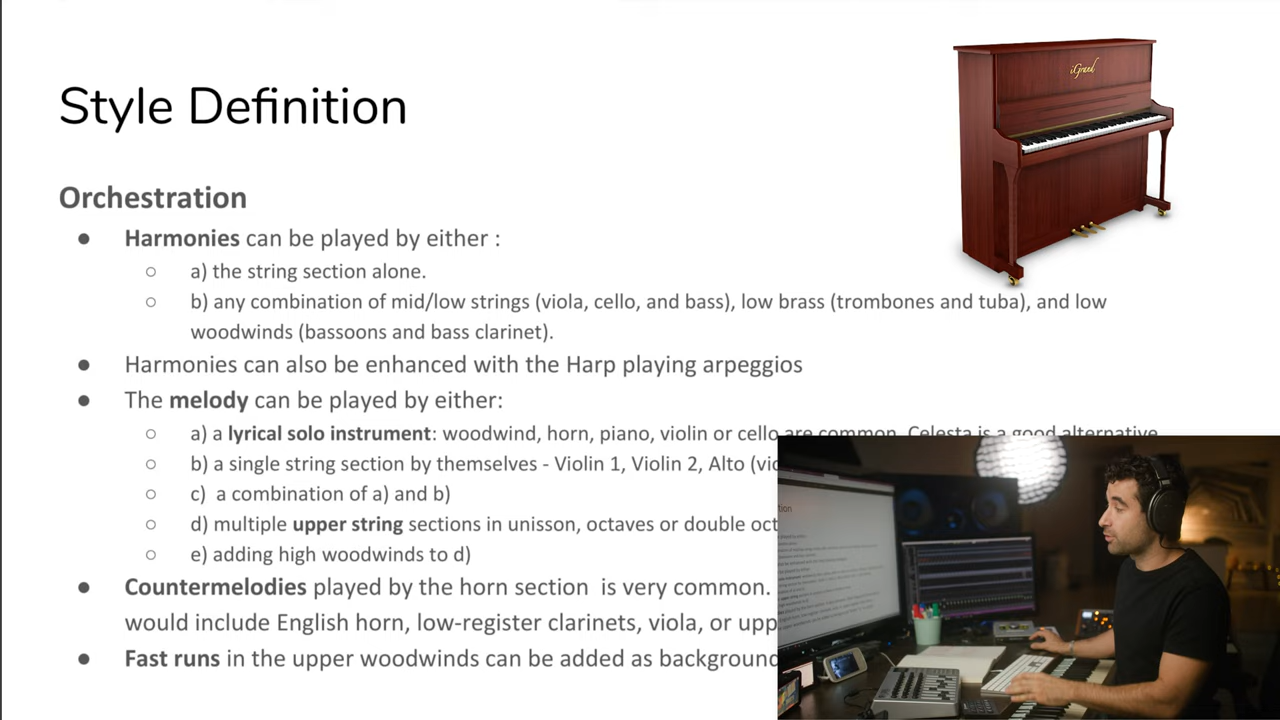 Style Definition
iGrand
Orchestration
● Harmonies can be played by either :
○ a) the string section alone.
○ b) any combination of mid/low strings (viola, cello, and bass), low brass (trombones and tuba), and low
woodwinds (bassoons and bass clarinet).
● Harmonies can also be enhanced with the Harp playing arpeggios
● The melody can be played by either:
○ a) a lyrical solo instrument: woodwind, horn, piano, violin or cello are common. Celesta is a good alternative
○ b) a single string section by themselves - Violin 1, Violin 2, Alto
○ c) a combination of a) and b)
○ d) multiple upper string sections in unisson, octaves or double
○ e) adding high woodwinds to d)
● Countermelodies played by the horn section is very common.
would include English horn, low-register clarinets, viola, or
● Fast runs in the upper woodwinds can be added as background